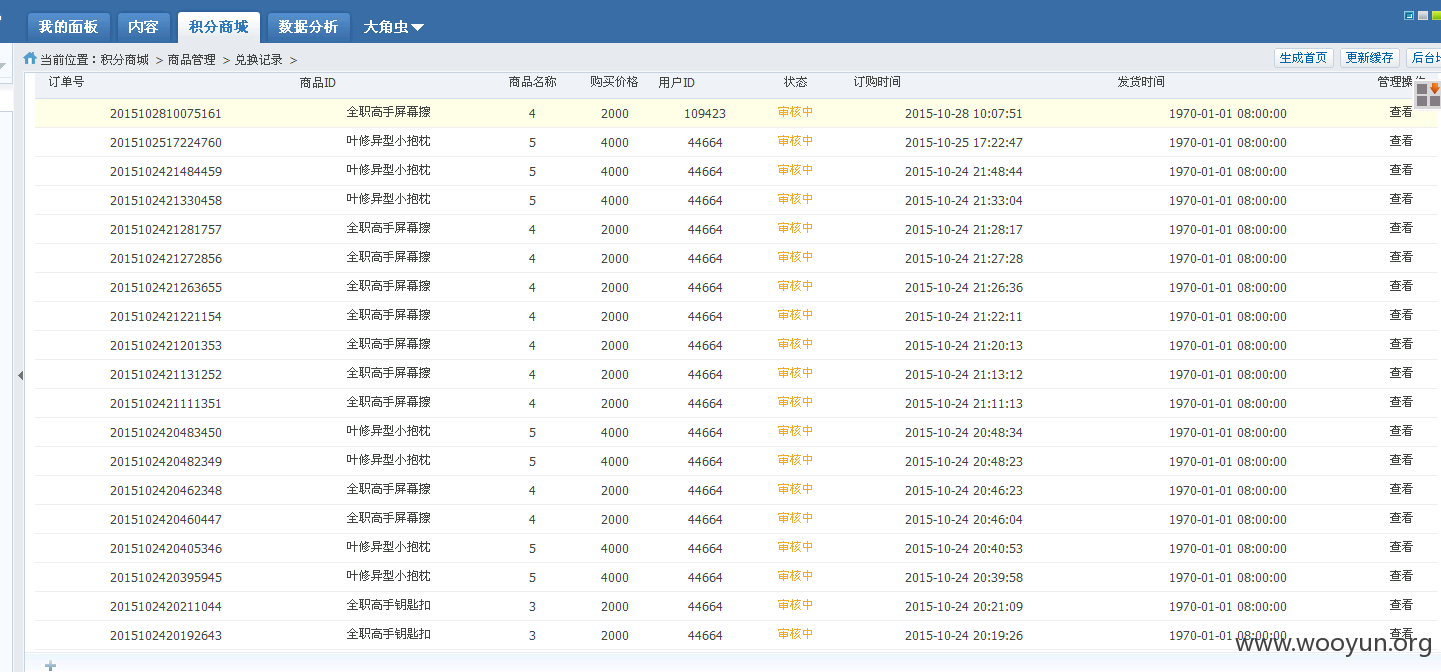 我的面板 内容 积分商城 数据分析 大角虫
当前位置：积分商城 > 商品管理 > 兑换记录 > 生成首页 更新缓存
订单号 商品ID 商品名称 购买价格 用户ID 状态 订购时间 发货时间 管理操作
2015102810075161 全职高手屏幕擦 4 2000 109423 审核中 2015-10-28 10:07:51 1970-01-01 08:00:00 查看
2015102517224760 叶修异型小抱枕 5 4000 44664 审核中 2015-10-25 17:22:47 1970-01-01 08:00:00 查看
2015102421484459 叶修异型小抱枕 5 4000 44664 审核中 2015-10-24 21:48:44 1970-01-01 08:00:00 查看
2015102421330458 叶修异型小抱枕 5 4000 44664 审核中 2015-10-24 21:33:04 1970-01-01 08:00:00 查看
2015102421281757 全职高手屏幕擦 4 2000 44664 审核中 2015-10-24 21:28:17 1970-01-01 08:00:00 查看
2015102421272856 全职高手屏幕擦 4 2000 44664 审核中 2015-10-24 21:27:28 1970-01-01 08:00:00 查看
2015102421263655 全职高手屏幕擦 4 2000 44664 审核中 2015-10-24 21:26:36 1970-01-01 08:00:00 查看
2015102421221154 全职高手屏幕擦 4 2000 44664 审核中 2015-10-24 21:22:11 1970-01-01 08:00:00 查看
2015102421201353 全职高手屏幕擦 4 2000 44664 审核中 2015-10-24 21:20:13 1970-01-01 08:00:00 查看
2015102421131252 全职高手屏幕擦 4 2000 44664 审核中 2015-10-24 21:13:12 1970-01-01 08:00:00 查看
2015102421111351 全职高手屏幕擦 4 2000 44664 审核中 2015-10-24 21:11:13 1970-01-01 08:00:00 查看
2015102420483450 叶修异型小抱枕 5 4000 44664 审核中 2015-10-24 20:48:34 1970-01-01 08:00:00 查看
2015102420482349 叶修异型小抱枕 5 4000 44664 审核中 2015-10-24 20:48:23 1970-01-01 08:00:00 查看
2015102420462348 全职高手屏幕擦 4 2000 44664 审核中 2015-10-24 20:46:23 1970-01-01 08:00:00 查看
2015102420460447 全职高手屏幕擦 4 2000 44664 审核中 2015-10-24 20:46:04 1970-01-01 08:00:00 查看
2015102420405346 叶修异型小抱枕 5 4000 44664 审核中 2015-10-24 20:40:53 1970-01-01 08:00:00 查看
2015102420395945 叶修异型小抱枕 5 4000 44664 审核中 2015-10-24 20:39:58 1970-01-01 08:00:00 查看
2015102420211044 全职高手钥匙扣 3 2000 44664 审核中 2015-10-24 20:21:09 1970-01-01 08:00:00 查看
2015102420192643 全职高手钥匙扣 3 2000 44664 审核中 2015-10-24 20:19:26 1970-01-01 08:00:00 查看
www.wooyun.org